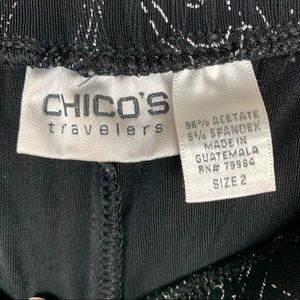 CHICO'S
travelers
95% ACETATE
5% SPANDEX
MADE IN
GUATEMALA
RN# 79984
SIZE 2